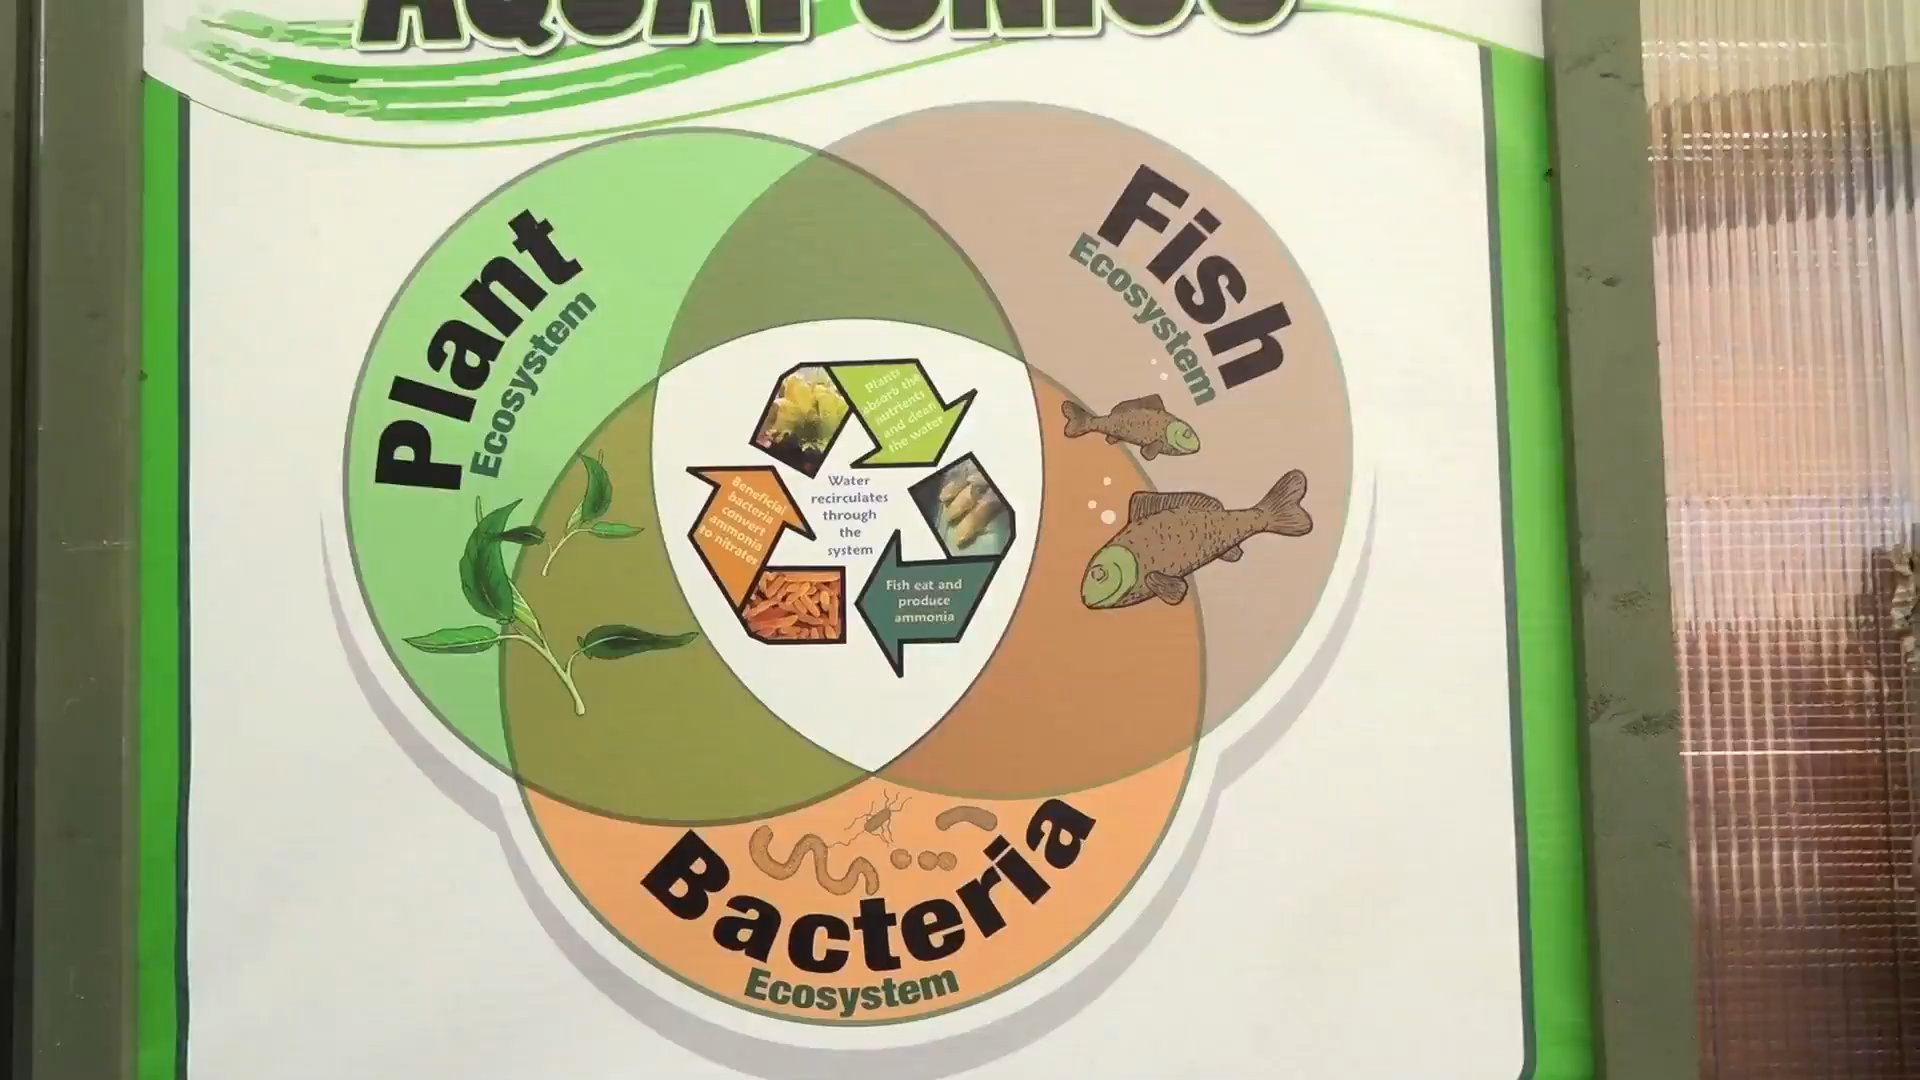 AQUAPONICS
Plant
Ecosystem
Fish
Ecosystem
Plants
absorb the
nutrients
and clean
the water
Beneficial
bacteria
convert
ammonia
to nitrates
Water
recirculates
through
the
system
Fish eat and
produce
ammonia
Bacteria
Ecosystem